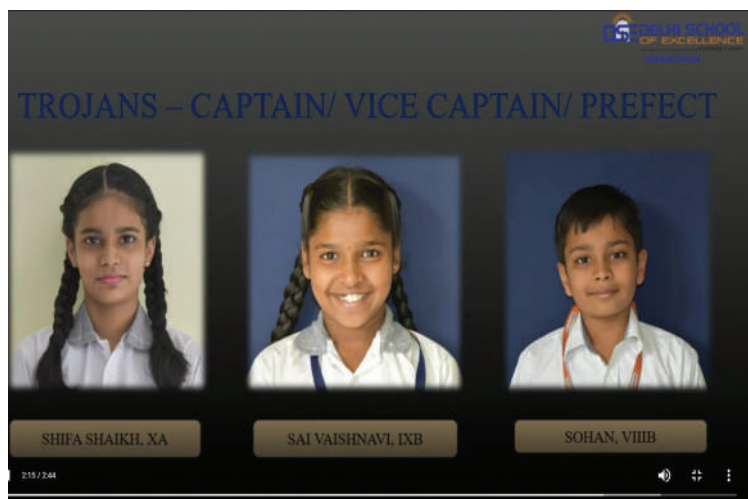 DSE DELHI SCHOOL
OF EXCELLENCE
TROJANS – CAPTAIN/ VICE CAPTAIN/ PREFECT
SHIFA SHAIKH, XA
SAI VAISHNAVI, IXB
SOHAN, VIIIB
2:15 / 2:44